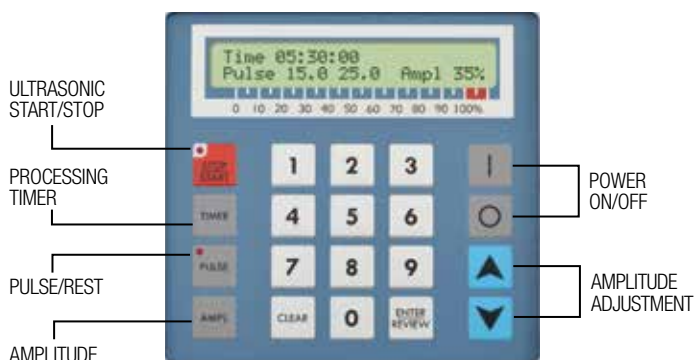 Time 05:30:00
Pulse 15.0 25.0 Ampl 35%
0 10 20 30 40 50 60 70 80 90 100%
ULTRASONIC
START/STOP
STOP
START
1 2 3
PROCESSING
TIMER
TIMER
4 5 6
POWER
ON/OFF
PULSE/REST
PULSE
7 8 9
AMPLITUDE
ADJUSTMENT
AMPLITUDE
AMPL
CLEAR
0
ENTER
REVIEW